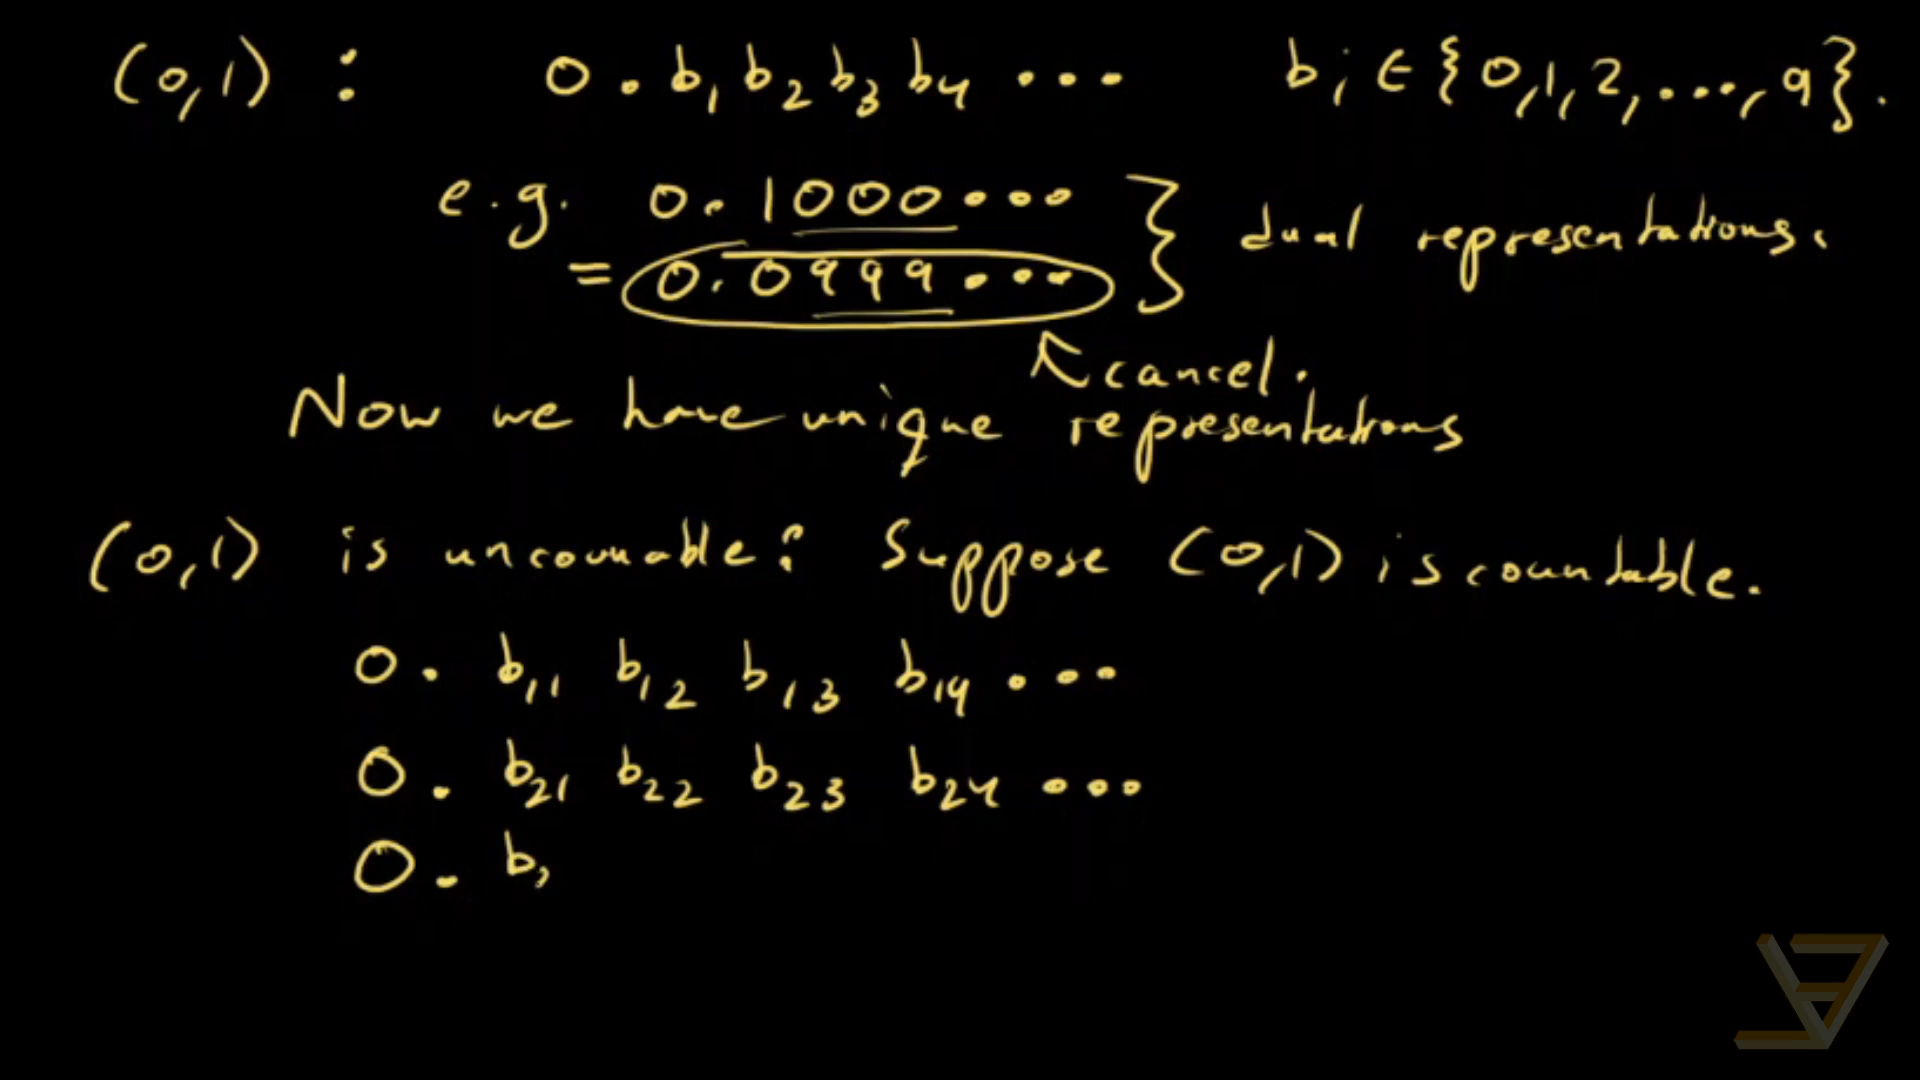 (0,1) : 0.b₁b₂b₃b₄... bᵢ ∈ {0,1,2,...,9}.
e.g. 0.1000...
= 0.0999... } dual representations.
↖ cancel.
Now we have unique representations
(0,1) is uncounable: Suppose (0,1) is countable.
0. b₁₁ b₁₂ b₁₃ b₁₄ ...
0. b₂₁ b₂₂ b₂₃ b₂₄ ...
0. b